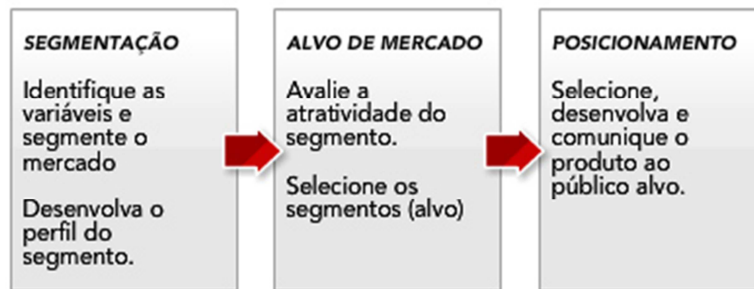 SEGMENTAÇÃO
Identifique as
variáveis e
segmente o
mercado
Desenvolva o
perfil do
segmento.
ALVO DE MERCADO
Avalie a
atratividade do
segmento.
Selecione os
segmentos (alvo)
POSICIONAMENTO
Selecione,
desenvolva e
comunique o
produto ao
público alvo.